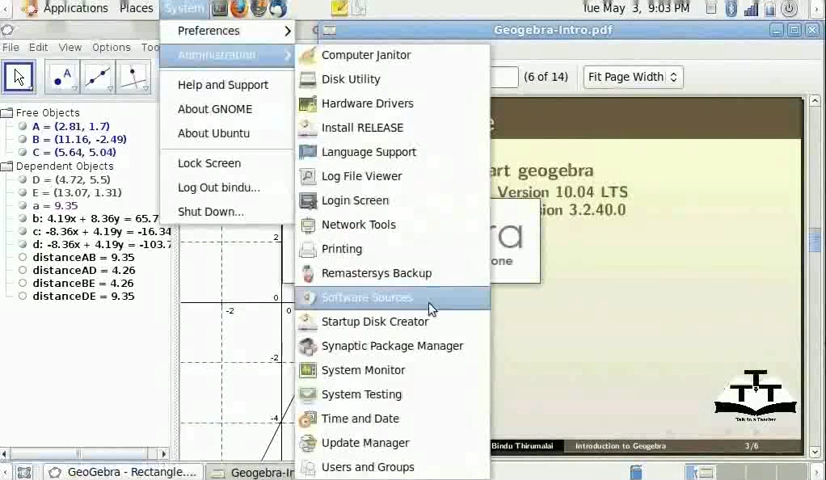 Applications Places System Tue May 3, 9:03 PM
Geogebra-Intro.pdf
File Edit View Options
(6 of 14) Fit Page Width
Free Objects
A = (2.81, 1.7)
B = (11.16, -2.49)
C = (5.64, 5.04)
Dependent Objects
D = (4.72, 5.5)
E = (13.07, 1.31)
a = 9.35
b: 4.19x + 8.36y = 65.7
c: -8.36x + 4.19y = -16.34
d: -8.36x + 4.19y = -103.7
distanceAB = 9.35
distanceAD = 4.26
distanceBE = 4.26
distanceDE = 9.35
Preferences
Administration
Help and Support
About GNOME
About Ubuntu
Lock Screen
Log Out bindu...
Shut Down...
Computer Janitor
Disk Utility
Hardware Drivers
Install RELEASE
Language Support
Log File Viewer
Login Screen
Network Tools
Printing
Remastersys Backup
Software Sources
Startup Disk Creator
Synaptic Package Manager
System Monitor
System Testing
Time and Date
Update Manager
Users and Groups
2
-2 0
-2
-4
art geogebra
Version 10.04 LTS
sion 3.2.40.0
ra
one
TTT
Talk to a Teacher
Bindu Thirumalai Introduction to Geogebra 3/6
GeoGebra - Rectangle.... Geogebra-In